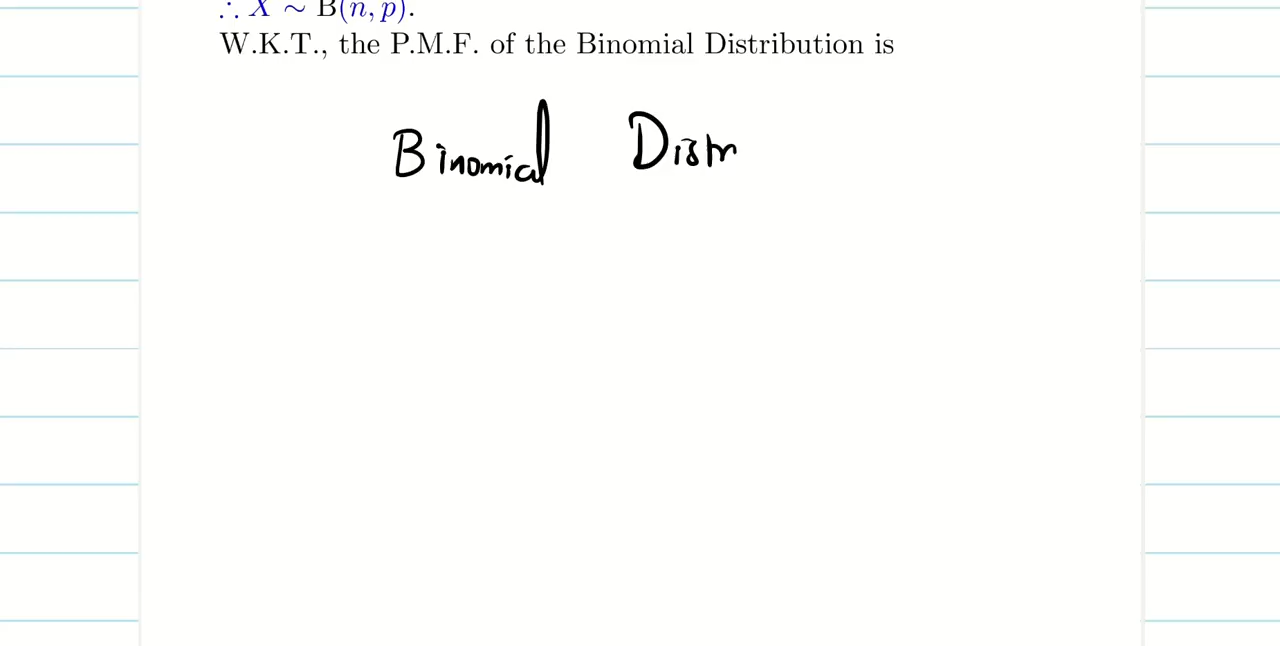 ∴ X ∼ B(n, p).
W.K.T., the P.M.F. of the Binomial Distribution is
Binomial Distr